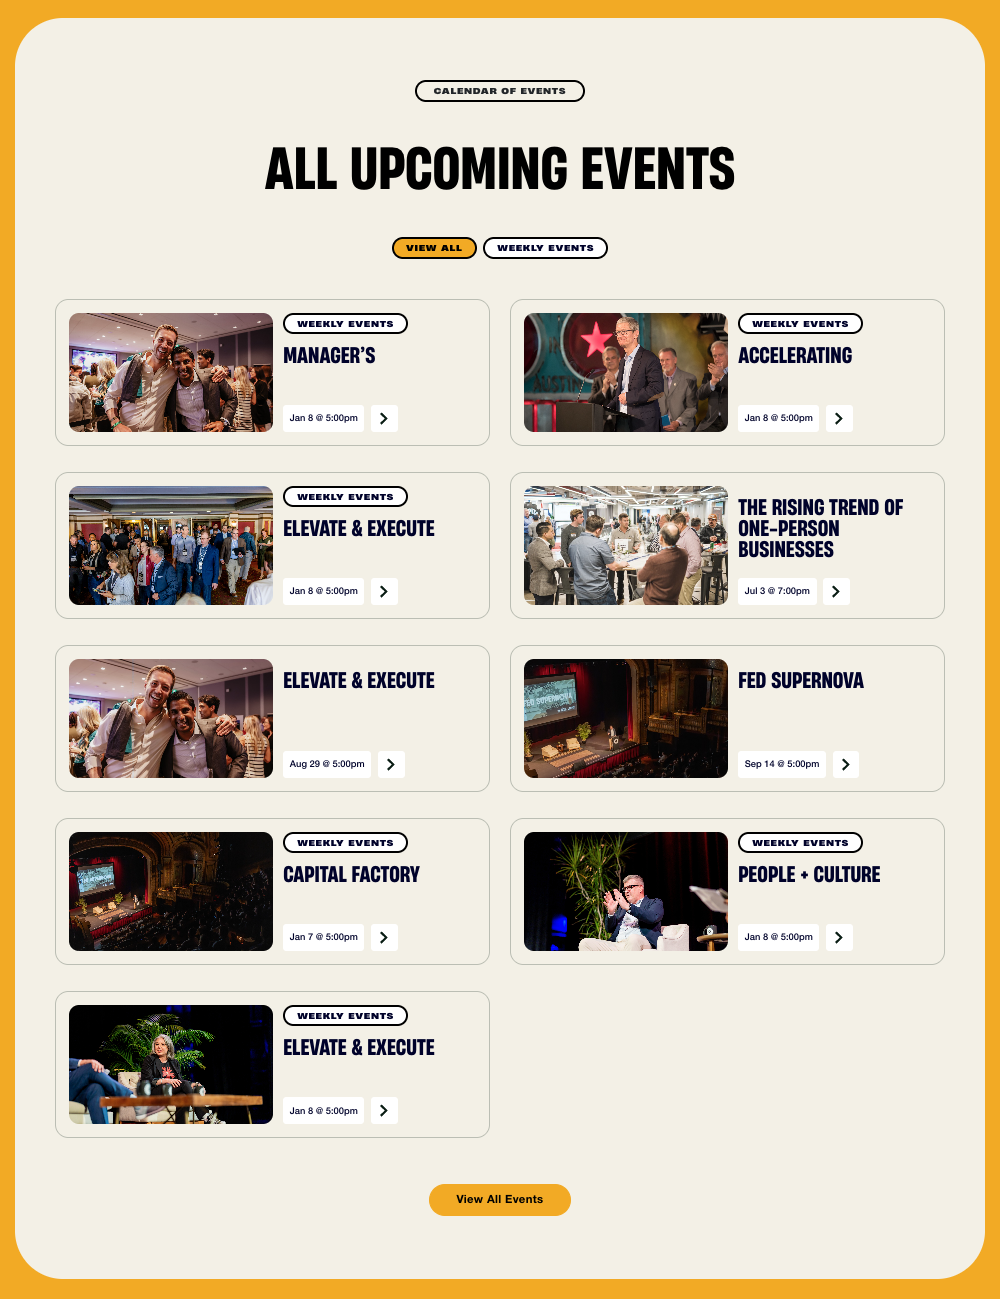 CALENDAR OF EVENTS
ALL UPCOMING EVENTS
VIEW ALL
WEEKLY EVENTS
WEEKLY EVENTS
MANAGER’S
Jan 8 @ 5:00pm
WEEKLY EVENTS
ACCELERATING
Jan 8 @ 5:00pm
AUSTIN
WEEKLY EVENTS
ELEVATE & EXECUTE
Jan 8 @ 5:00pm
THE RISING TREND OF
ONE-PERSON
BUSINESSES
Jul 3 @ 7:00pm
ELEVATE & EXECUTE
Aug 29 @ 5:00pm
FED SUPERNOVA
FED SUPERNOVA
Sep 14 @ 5:00pm
WEEKLY EVENTS
CAPITAL FACTORY
Jan 7 @ 5:00pm
WEEKLY EVENTS
PEOPLE + CULTURE
Jan 8 @ 5:00pm
WEEKLY EVENTS
ELEVATE & EXECUTE
Jan 8 @ 5:00pm
View All Events